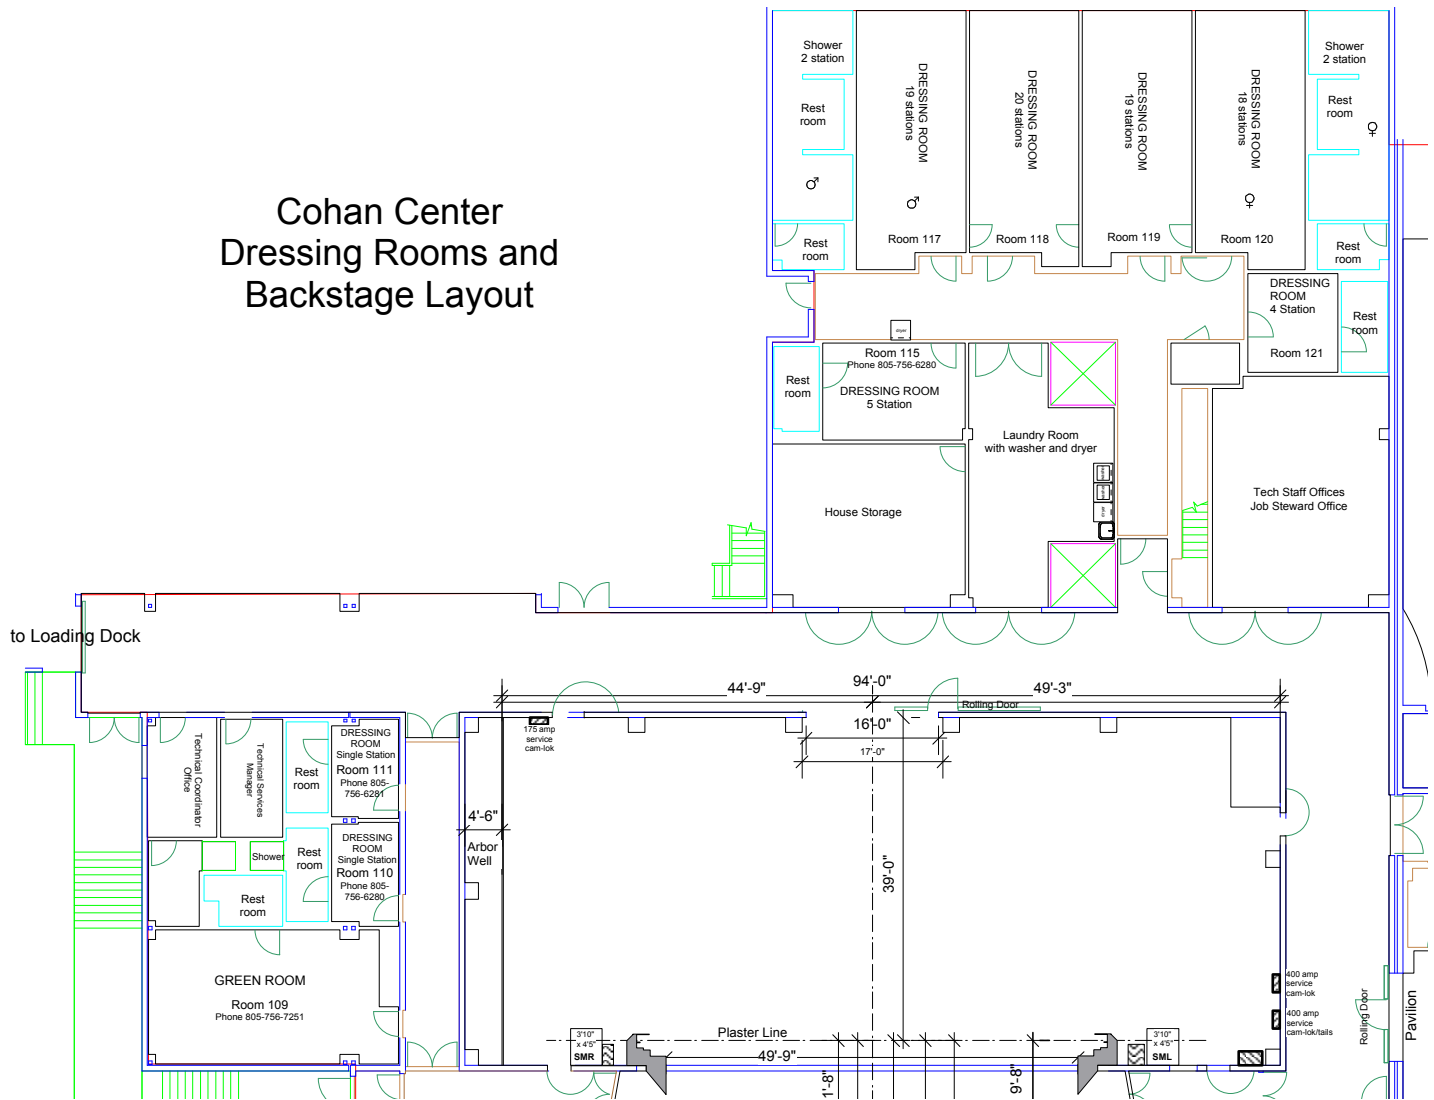 Cohan Center
Dressing Rooms and
Backstage Layout
Shower
2 station
Rest
room
♂
Rest
room
DRESSING ROOM
19 stations
♂
Room 117
DRESSING ROOM
20 stations
Room 118
DRESSING ROOM
19 stations
Room 119
DRESSING ROOM
18 stations
♀
Room 120
Shower
2 station
Rest
room
♀
Rest
room
DRESSING
ROOM
4 Station
Room 121
Rest
room
dryer
Room 115
Phone 805-756-6280
DRESSING ROOM
5 Station
Rest
room
Laundry Room
with washer and dryer
washer
washer
dryer
House Storage
Tech Staff Offices
Job Steward Office
to Loading Dock
44'-9"
94'-0"
49'-3"
Rolling Door
16'-0"
17'-0"
175 amp
service
cam-lok
4'-6"
Arbor
Well
39'-0"
Technical Coordinator
Office
Technical Services
Manager
Rest
room
DRESSING
ROOM
Single Station
Room 111
Phone 805-
756-6281
Shower
Rest
room
DRESSING
ROOM
Single Station
Room 110
Phone 805-
756-6280
Rest
room
GREEN ROOM
Room 109
Phone 805-756-7251
400 amp
service
cam-lok
400 amp
service
cam-lok/tails
Rolling Door
Pavilion
3'10"
x 4'5"
SMR
Plaster Line
49'-9"
3'10"
x 4'5"
SML
1'-8"
9'-8"